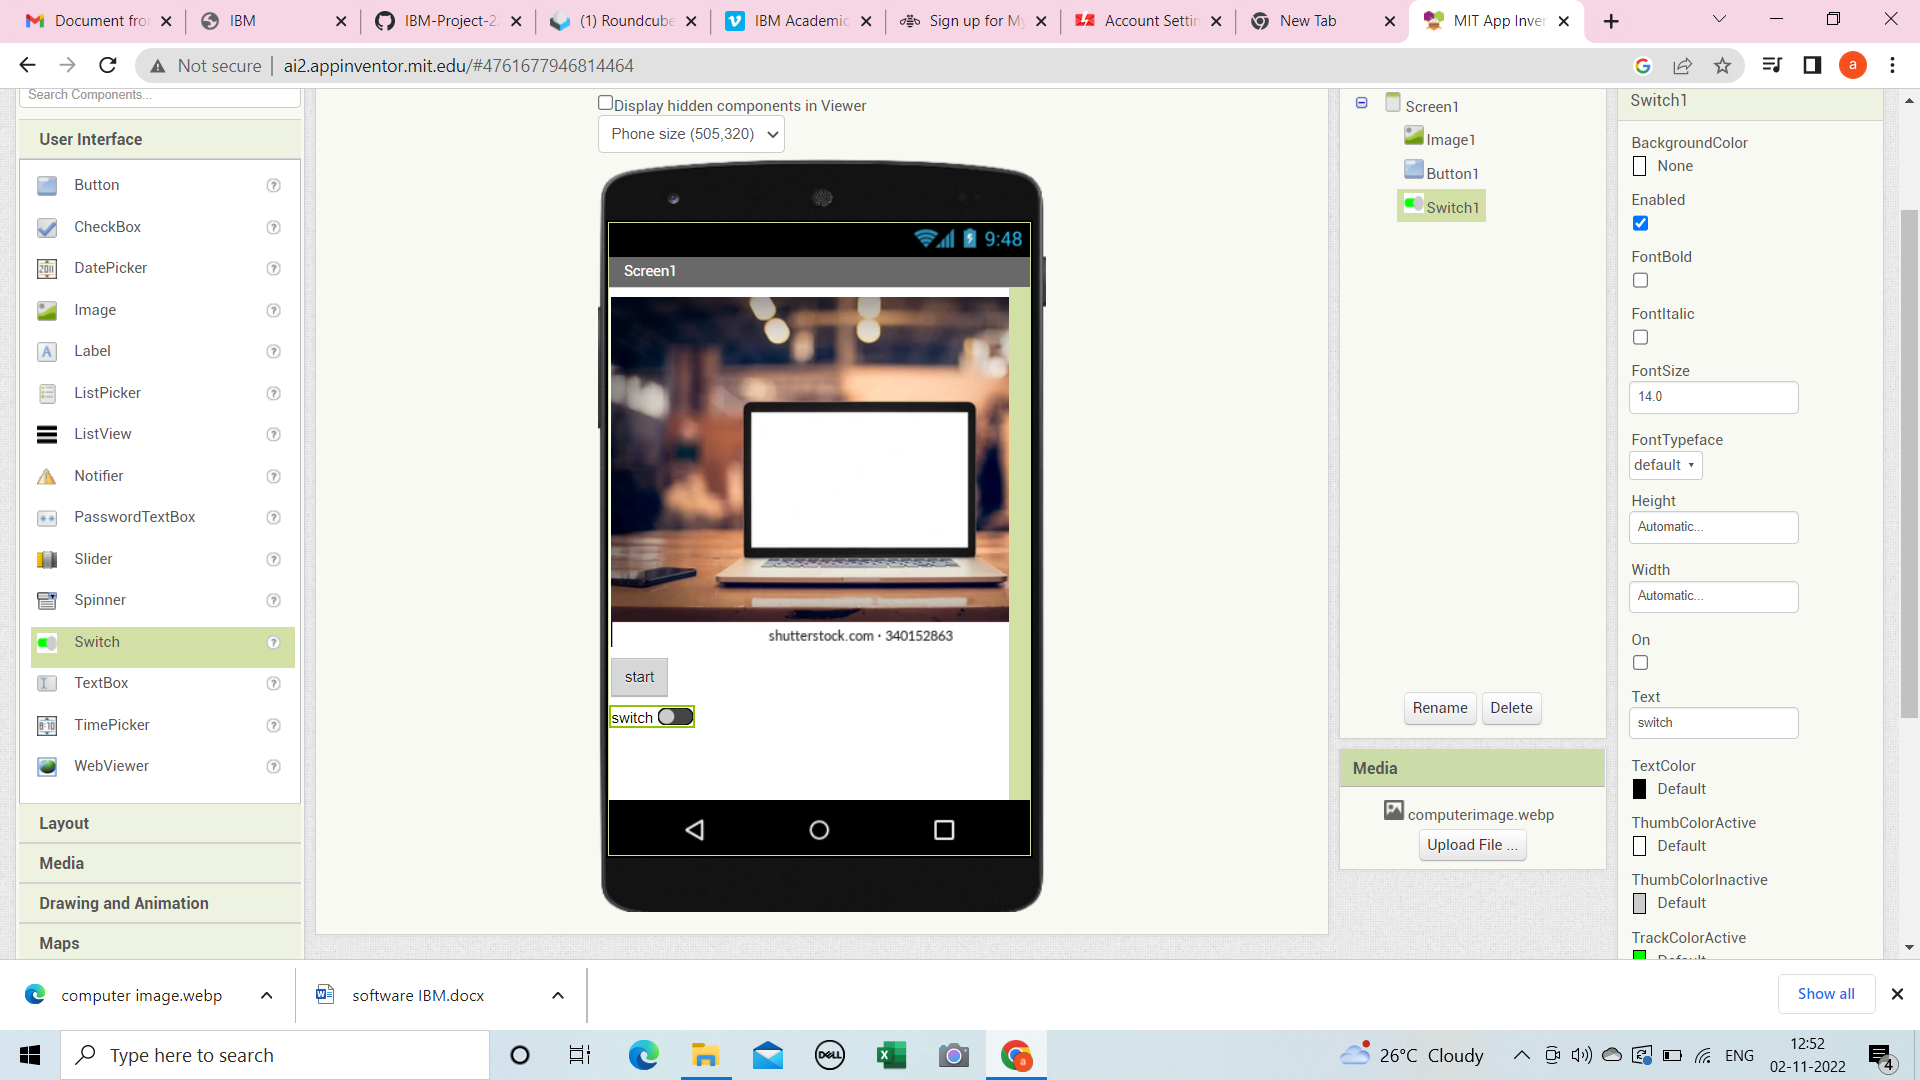 Document fro
IBM
IBM-Project-2
(1) Roundcube
IBM Academic
Sign up for My
Account Settin
New Tab
MIT App Inven
Not secure
ai2.appinventor.mit.edu/#4761677946814464
a
Search Components...
User Interface
Button
CheckBox
DatePicker
Image
Label
ListPicker
ListView
Notifier
PasswordTextBox
Slider
Spinner
Switch
TextBox
TimePicker
WebViewer
Layout
Media
Drawing and Animation
Maps
Display hidden components in Viewer
Phone size (505,320)
9:48
Screen1
shutterstock.com · 340152863
start
switch
Screen1
Image1
Button1
Switch1
Rename
Delete
Media
computerimage.webp
Upload File ...
Switch1
BackgroundColor
None
Enabled
FontBold
FontItalic
FontSize
14.0
FontTypeface
default
Height
Automatic...
Width
Automatic...
On
Text
switch
TextColor
Default
ThumbColorActive
Default
ThumbColorInactive
Default
TrackColorActive
Default
computer image.webp
software IBM.docx
Show all
Type here to search
DELL
26°C Cloudy
ENG
12:52
02-11-2022
4